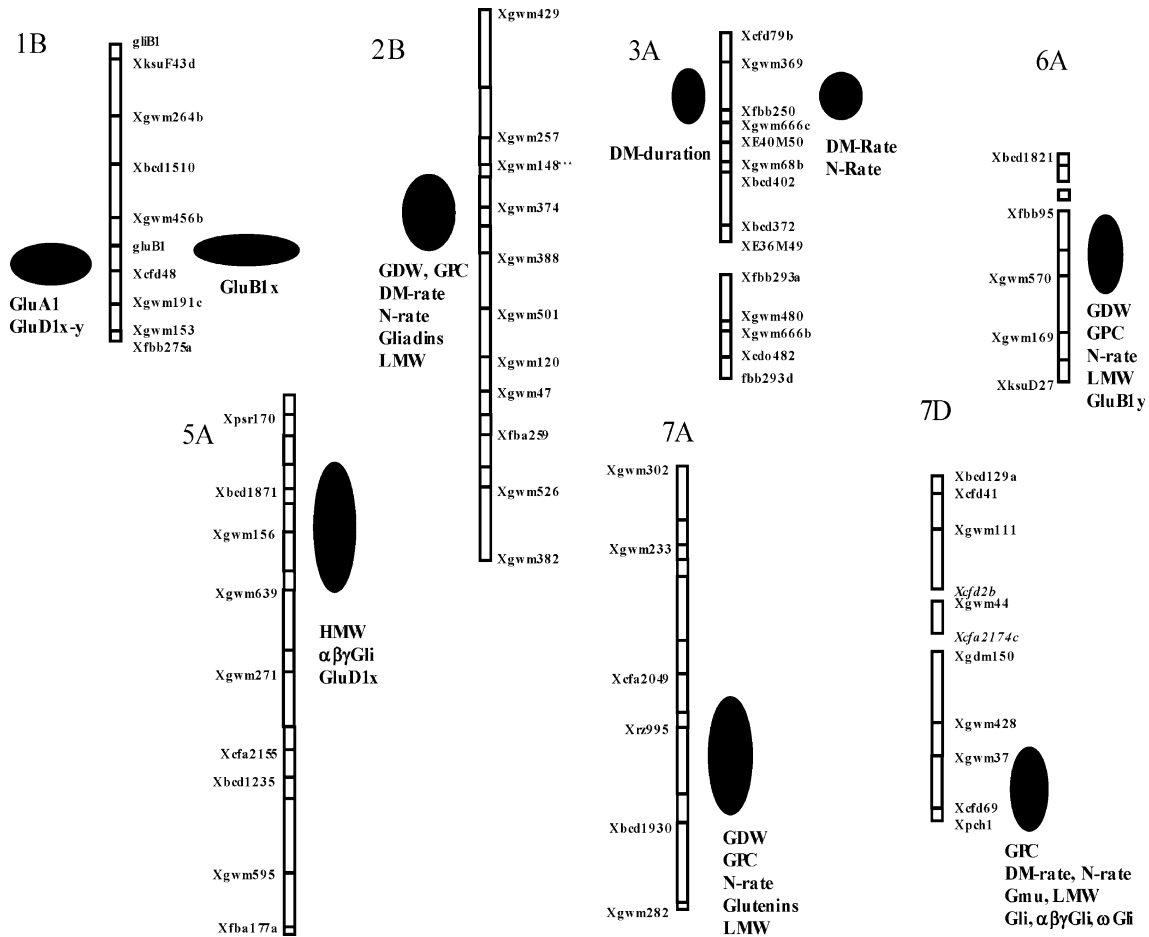 1B
gliB1
XksuF43d
Xgwm264b
Xbcd1510
Xgwm456b
gluB1
Xcfd48
Xgwm191c
Xgwm153
Xfbb275a
GluA1
GluD1x-y
GluB1x
2B
Xgwm429
Xgwm257
Xgwm148...
Xgwm374
Xgwm388
Xgwm501
Xgwm120
Xgwm47
Xfba259
Xgwm526
Xgwm382
GDW, GPC
DM-rate
N-rate
Gliadins
LMW
3A
Xcfd79b
Xgwm369
Xfbb250
Xgwm666c
XE40M50
Xgwm68b
Xbcd402
Xbcd372
XE36M49
Xfbb293a
Xgwm480
Xgwm666b
Xcdo482
fbb293d
DM-duration
DM-Rate
N-Rate
6A
Xbcd1821
Xfbb95
Xgwm570
Xgwm169
XksuD27
GDW
GPC
N-rate
LMW
GluB1y
5A
Xpsr170
Xbcd1871
Xgwm156
Xgwm639
Xgwm271
Xcfa2155
Xbcd1235
Xgwm595
Xfba177a
HMW
αβγGli
GluD1x
7A
Xgwm302
Xgwm233
Xcfa2049
Xrz995
Xbcd1930
Xgwm282
GDW
GPC
N-rate
Glutenins
LMW
7D
Xbcd129a
Xcfd41
Xgwm111
Xcfd2b
Xgwm44
Xcfa2174c
Xgdm150
Xgwm428
Xgwm37
Xcfd69
Xpch1
GPC
DM-rate, N-rate
Gmu, LMW
Gli, αβγGli, ωGli